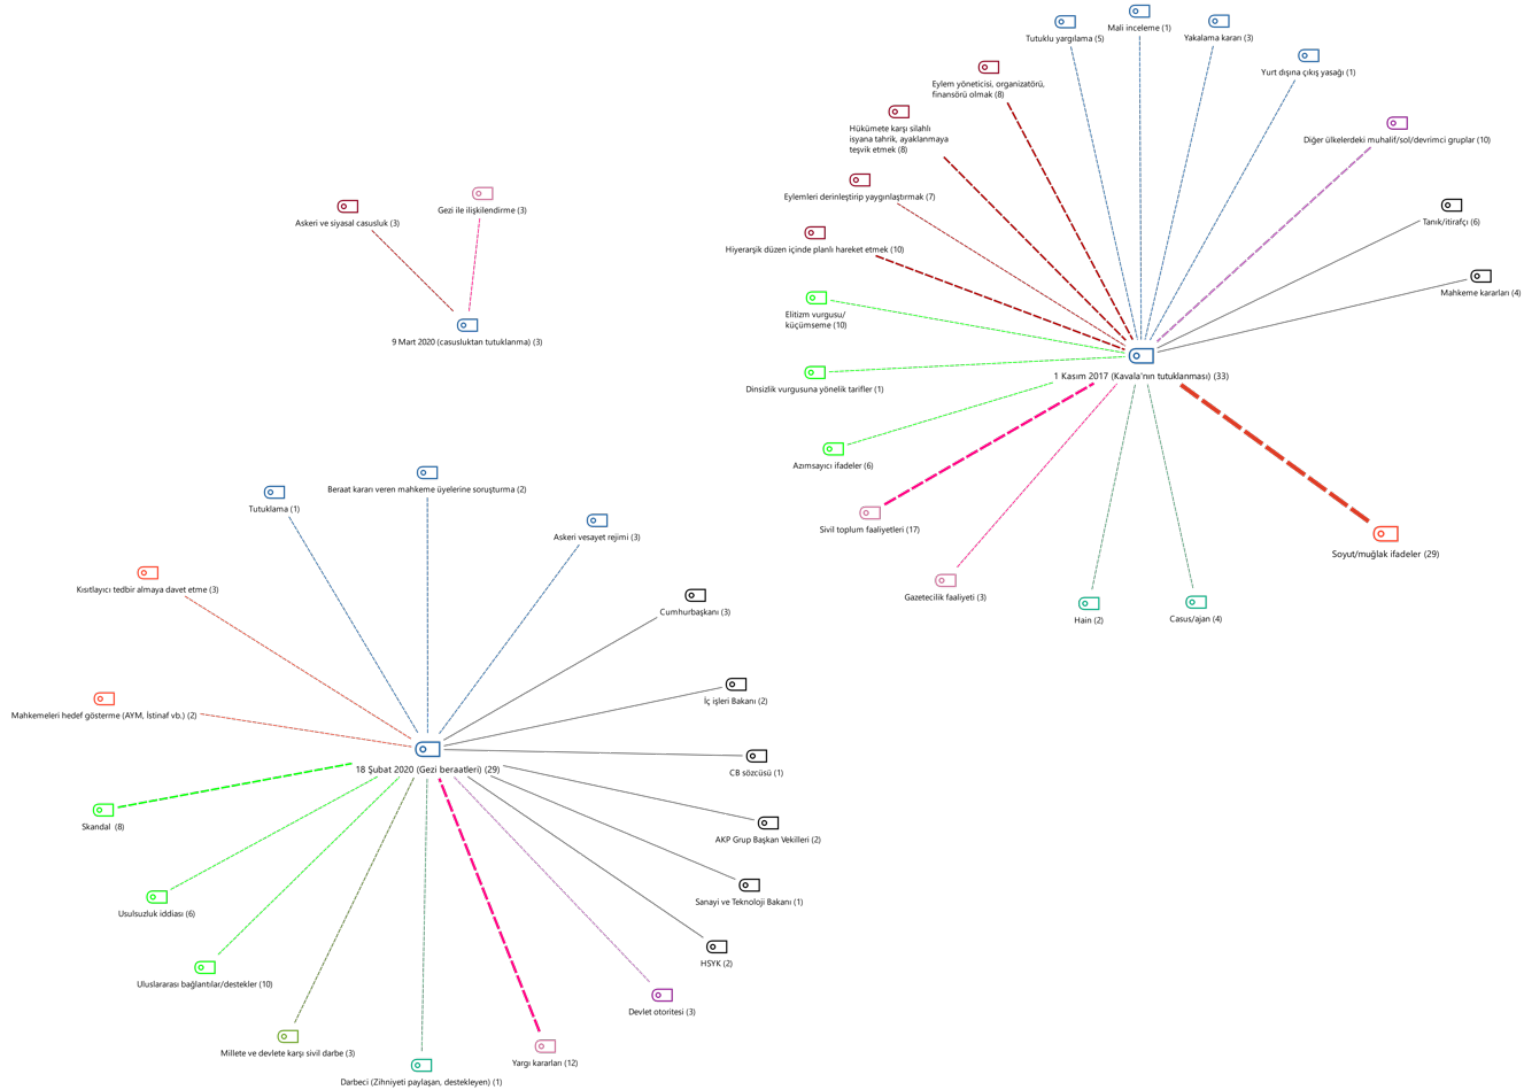 Tutuklu yargılama (5)
Mali inceleme (1)
Yakalama kararı (3)
Yurt dışına çıkış yasağı (1)
Eylem yöneticisi, organizatörü,
finansörü olmak (8)
Hükümete karşı silahlı
isyana tahrik, ayaklanmaya
teşvik etmek (8)
Diğer ülkelerdeki muhalif/sol/devrimci gruplar (10)
Eylemleri derinleştirip yaygınlaştırmak (7)
Tanık/itirafçı (6)
Hiyerarşik düzen içinde planlı hareket etmek (10)
Mahkeme kararları (4)
Elitizm vurgusu/
küçümseme (10)
1 Kasım 2017 (Kavala'nın tutuklanması) (33)
Dinsizlik vurgusuna yönelik tarifler (1)
Azımsayıcı ifadeler (6)
Sivil toplum faaliyetleri (17)
Soyut/muğlak ifadeler (29)
Gazetecilik faaliyeti (3)
Hain (2)
Casus/ajan (4)
Askeri ve siyasal casusluk (3)
Gezi ile ilişkilendirme (3)
9 Mart 2020 (casusluktan tutuklanma) (3)
Beraat kararı veren mahkeme üyelerine soruşturma (2)
Tutuklama (1)
Askeri vesayet rejimi (3)
Kısıtlayıcı tedbir almaya davet etme (3)
Cumhurbaşkanı (3)
İç işleri Bakanı (2)
Mahkemeleri hedef gösterme (AYM, İstinaf vb.) (2)
18 Şubat 2020 (Gezi beraatleri) (29)
CB sözcüsü (1)
Skandal (8)
AKP Grup Başkan Vekilleri (2)
Sanayi ve Teknoloji Bakanı (1)
Usulsuzluk iddiası (6)
HSYK (2)
Uluslararası bağlantılar/destekler (10)
Devlet otoritesi (3)
Millete ve devlete karşı sivil darbe (3)
Yargı kararları (12)
Darbeci (Zihniyeti paylaşan, destekleyen) (1)